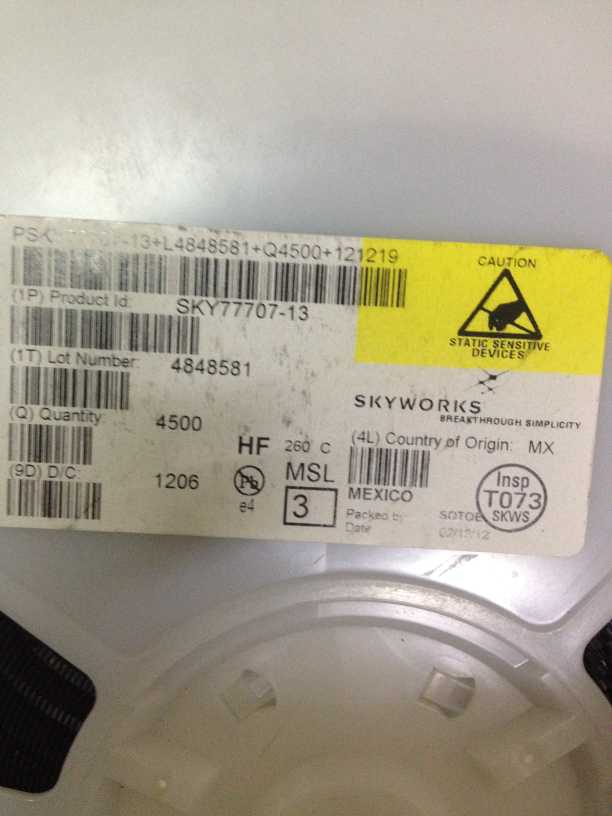 13+L4848581+Q4500+121219
(1P) Product Id: SKY77707-13
(1T) Lot Number: 4848581
(Q) Quantity: 4500
(9D) D/C: 1206
HF 260 C
Pb
e4
MSL
3
CAUTION
STATIC SENSITIVE
DEVICES
SKYWORKS
BREAKTHROUGH SIMPLICITY
(4L) Country of Origin: MX
MEXICO
Packed by
Date
Insp
T073
SKWS